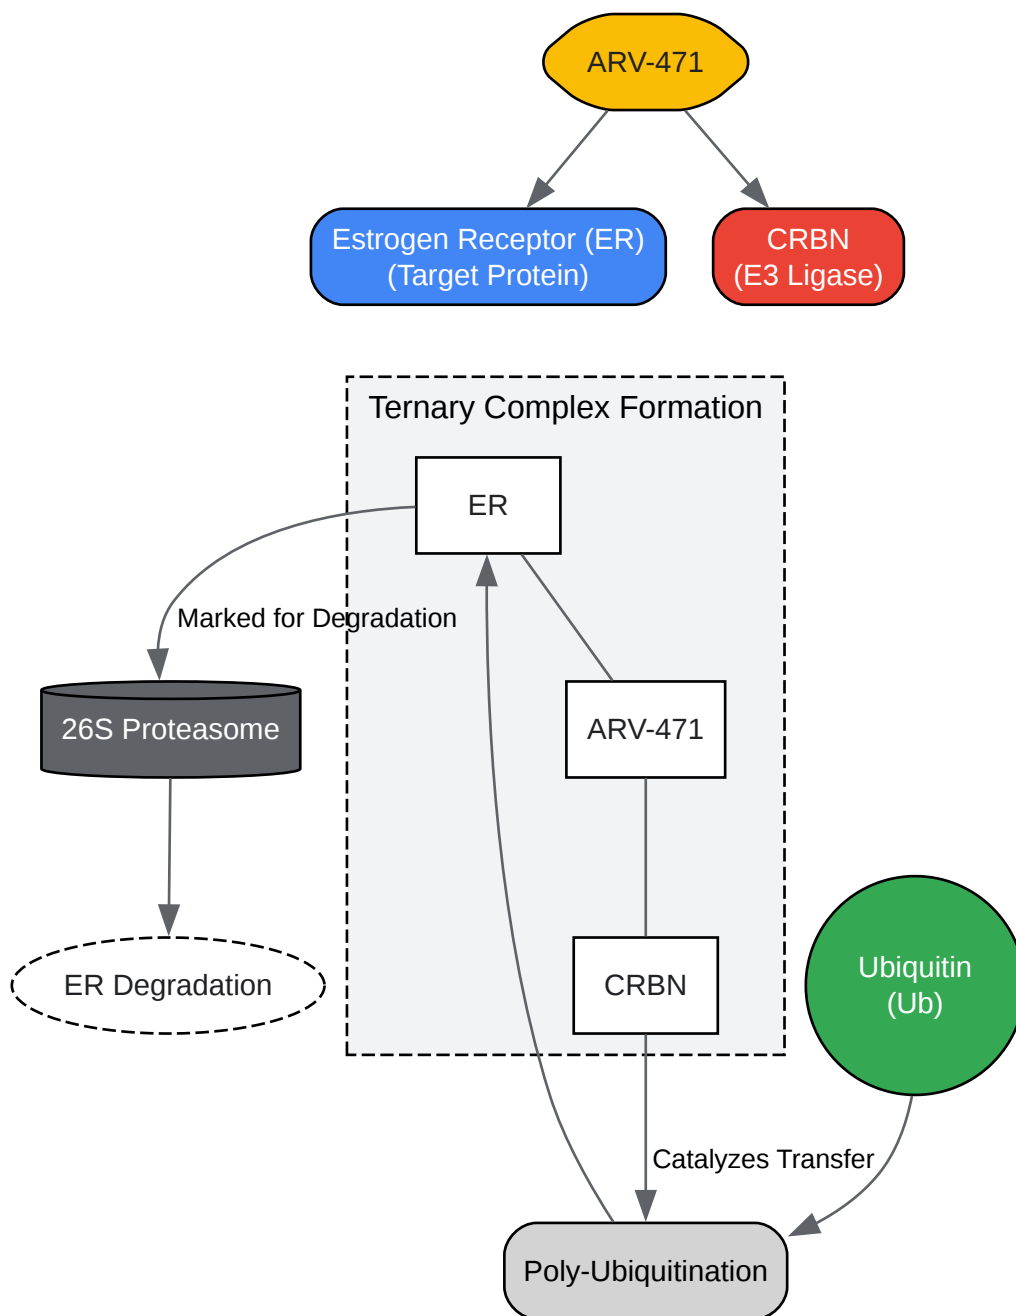 ARV-471
Estrogen Receptor (ER)
(Target Protein)
CRBN
(E3 Ligase)
Ternary Complex Formation
ER
Marked for Degradation
26S Proteasome
ARV-471
ER Degradation
CRBN
Ubiquitin
(Ub)
Catalyzes Transfer
Poly-Ubiquitination